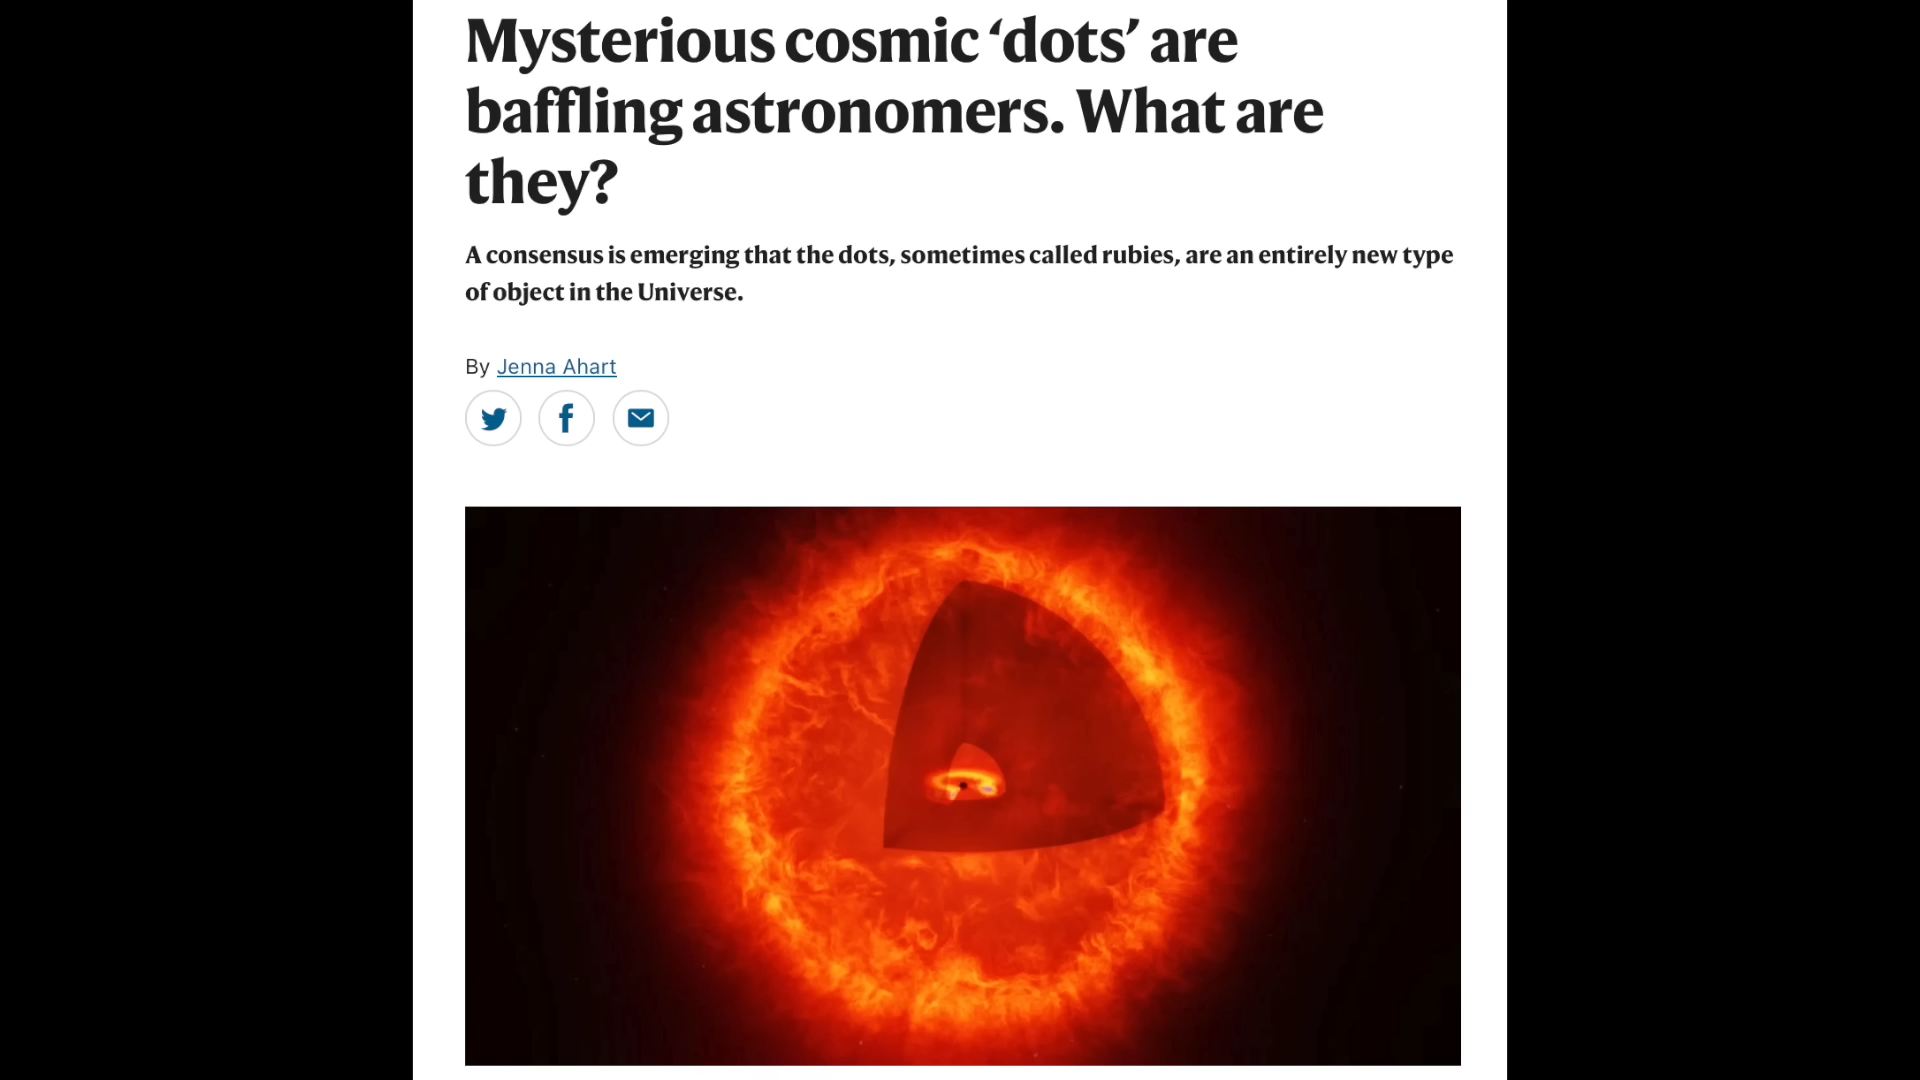 Mysterious cosmic ‘dots’ are
baffling astronomers. What are
they?
A consensus is emerging that the dots, sometimes called rubies, are an entirely new type
of object in the Universe.
By Jenna Ahart